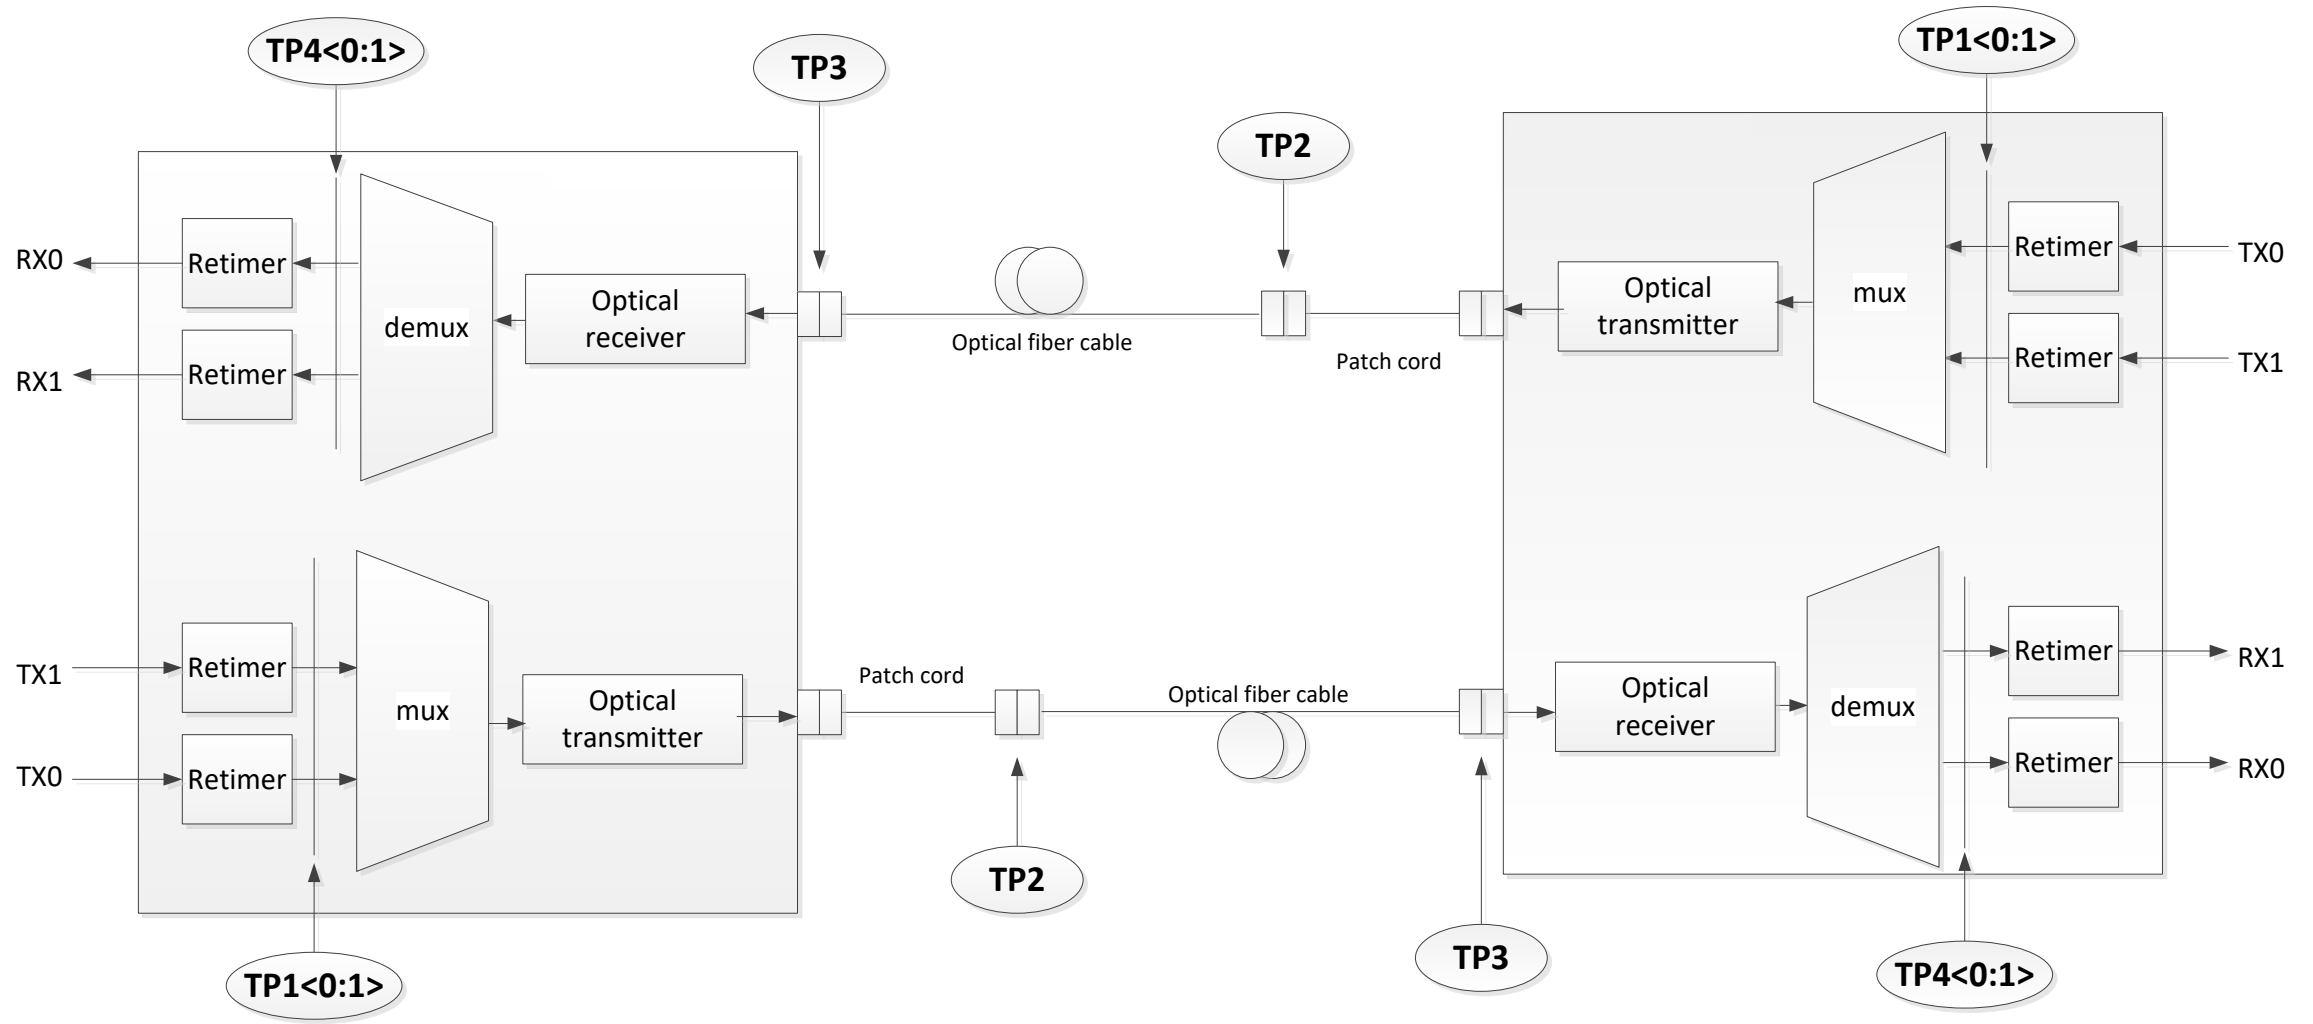 TP4<0:1>
TP3
TP2
TP1<0:1>
RX0
Retimer
demux
Optical
receiver
Optical fiber cable
Patch cord
Optical
transmitter
mux
Retimer
TX0
RX1
Retimer
Retimer
TX1
TX1
Retimer
mux
Optical
transmitter
Patch cord
Optical fiber cable
Optical
receiver
demux
Retimer
RX1
TX0
Retimer
Retimer
RX0
TP2
TP3
TP1<0:1>
TP4<0:1>